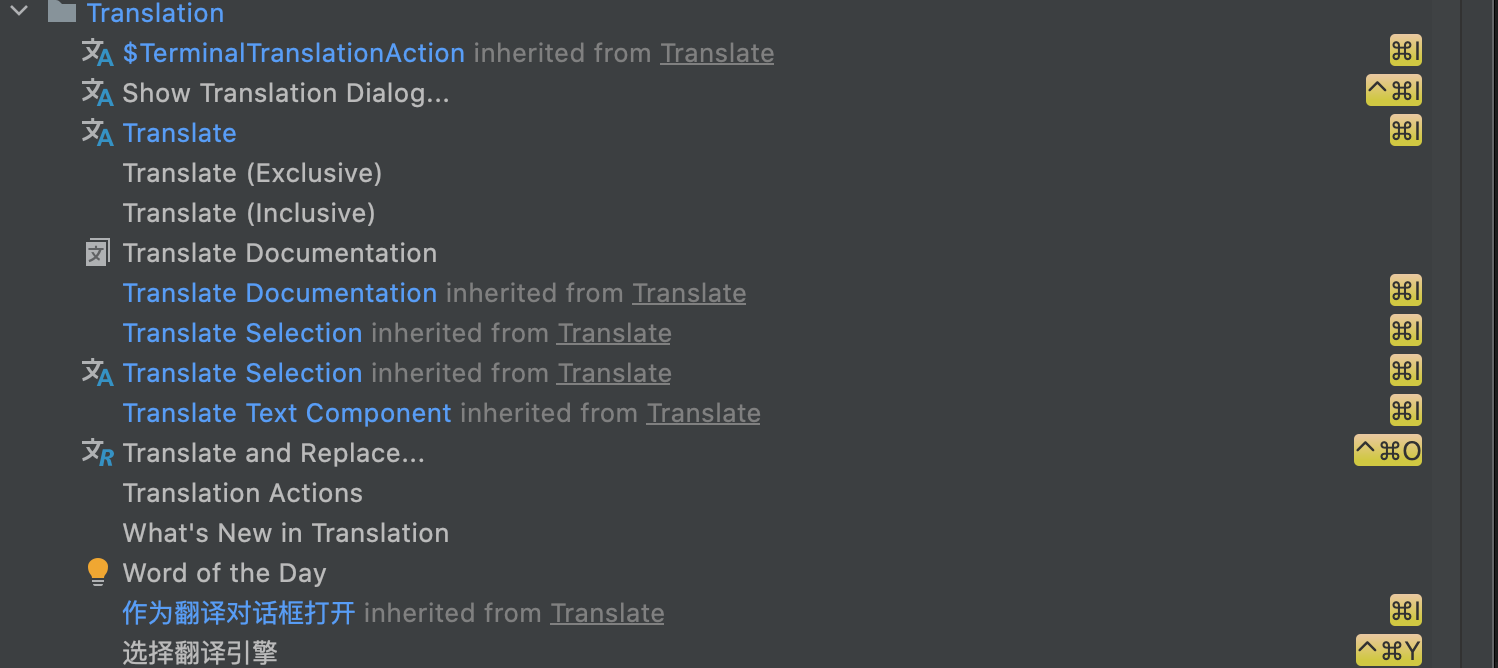 Translation
$TerminalTranslationAction inherited from Translate ⌘I
Show Translation Dialog... ^⌘I
Translate ⌘I
Translate (Exclusive)
Translate (Inclusive)
Translate Documentation
Translate Documentation inherited from Translate ⌘I
Translate Selection inherited from Translate ⌘I
Translate Selection inherited from Translate ⌘I
Translate Text Component inherited from Translate ⌘I
Translate and Replace... ^⌘O
Translation Actions
What's New in Translation
Word of the Day
作为翻译对话框打开 inherited from Translate ⌘I
选择翻译引擎 ^⌘Y